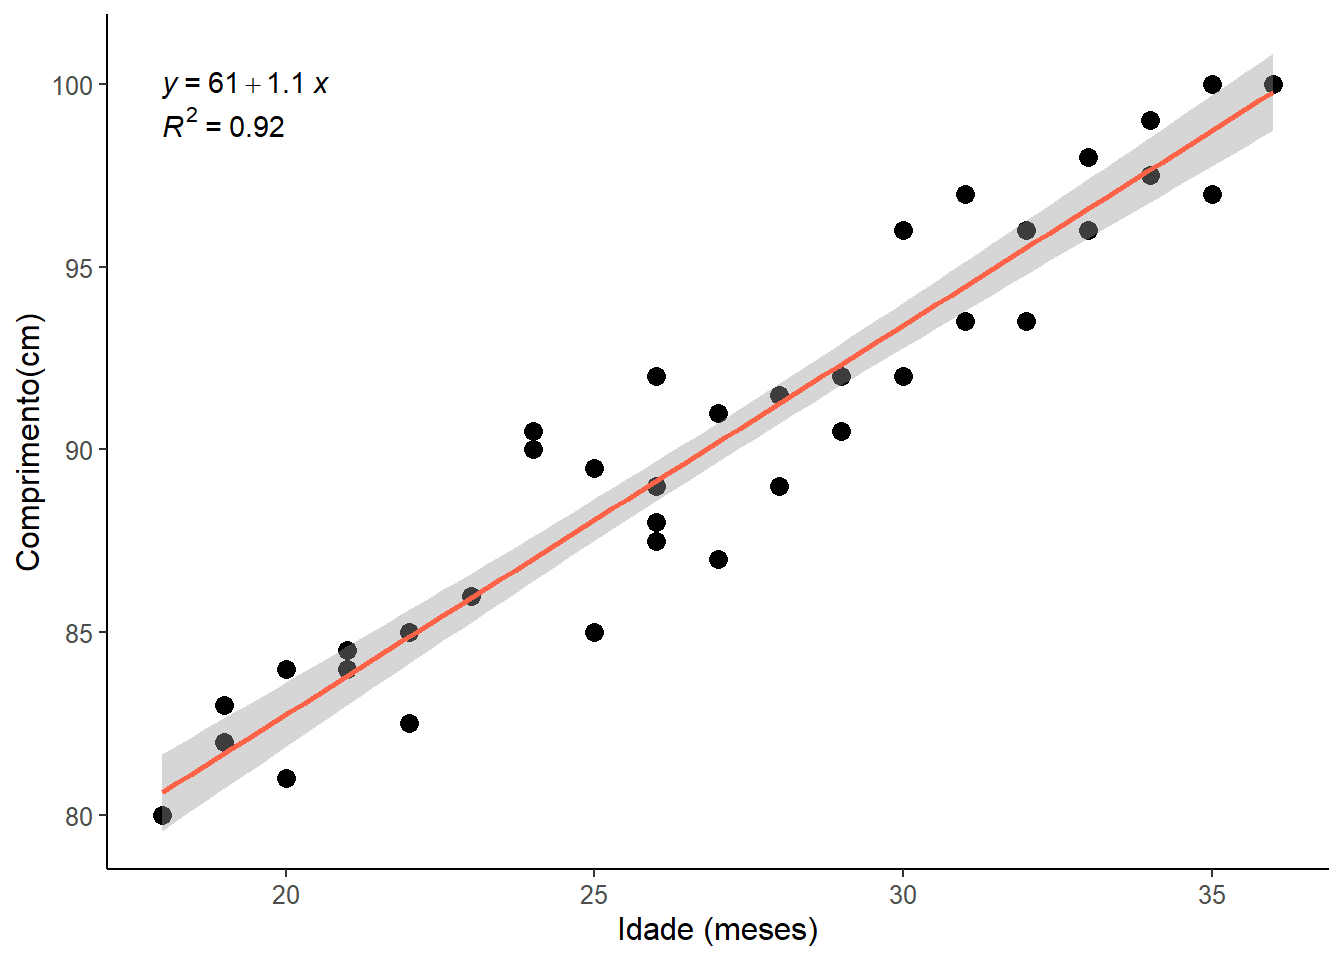 y = 61 + 1.1 x
R² = 0.92
100
95
90
85
80
20 25 30 35
Idade (meses)
Comprimento(cm)